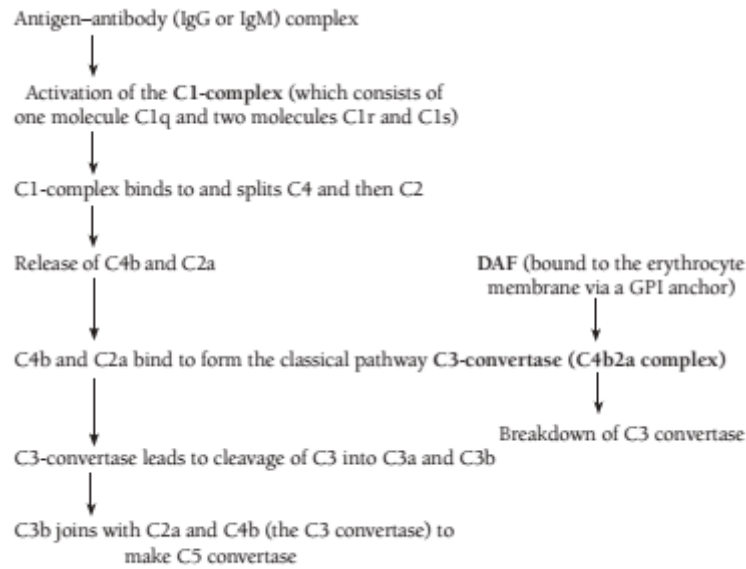 Antigen–antibody (IgG or IgM) complex
Activation of the C1-complex (which consists of
one molecule C1q and two molecules C1r and C1s)
C1-complex binds to and splits C4 and then C2
Release of C4b and C2a
DAF (bound to the erythrocyte
membrane via a GPI anchor)
C4b and C2a bind to form the classical pathway C3-convertase (C4b2a complex)
Breakdown of C3 convertase
C3-convertase leads to cleavage of C3 into C3a and C3b
C3b joins with C2a and C4b (the C3 convertase) to
make C5 convertase